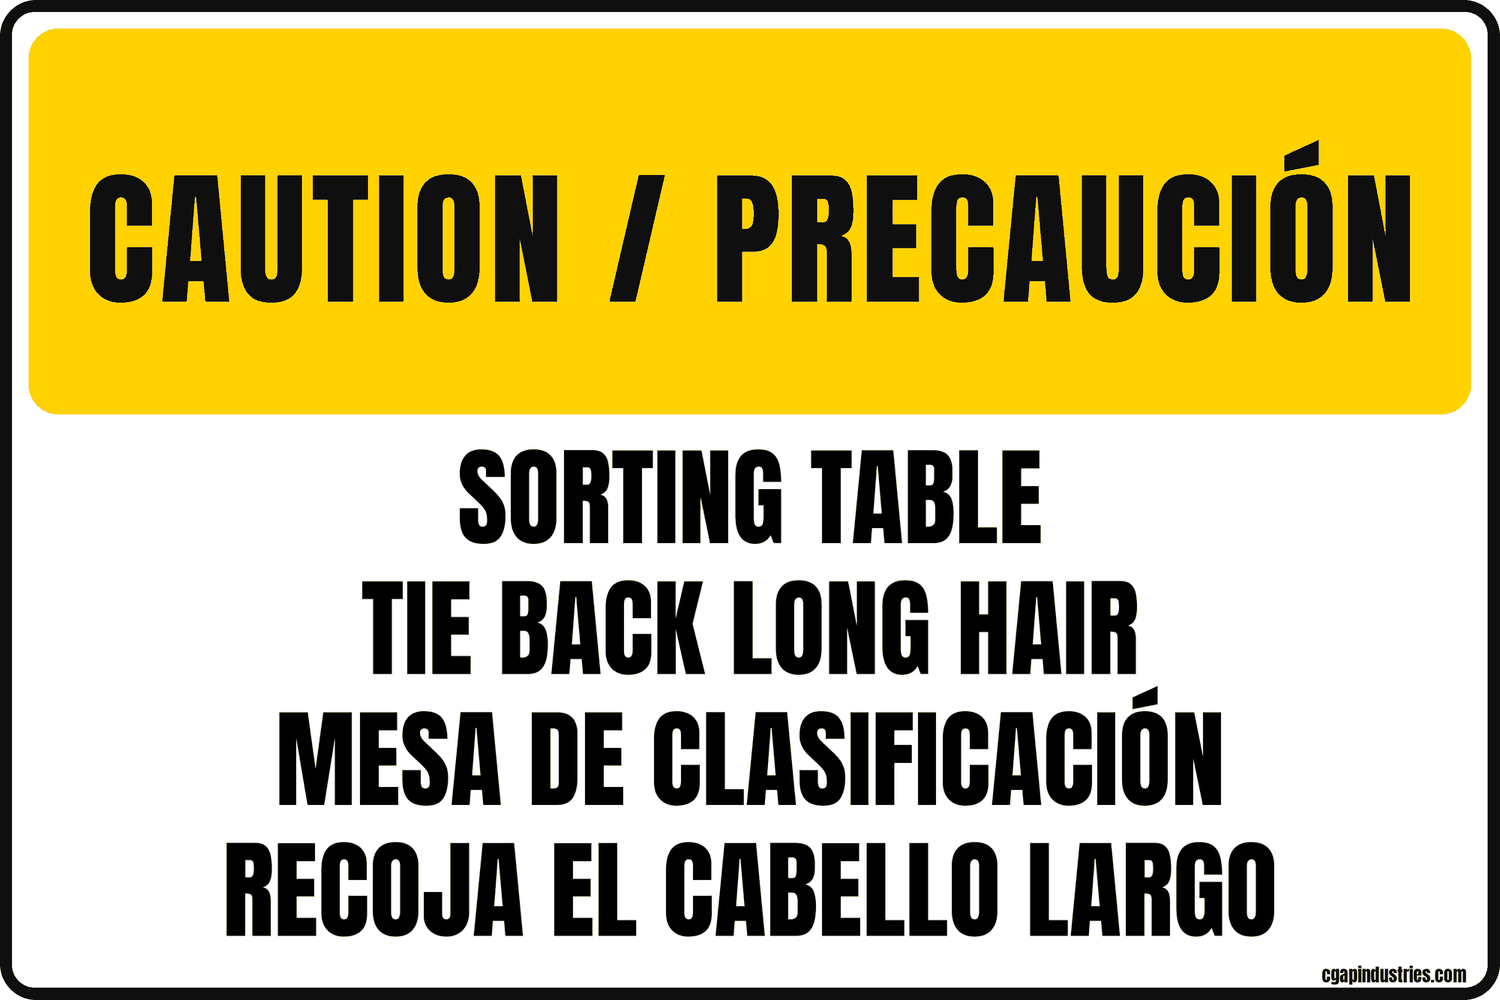 CAUTION / PRECAUCIÓN
SORTING TABLE
TIE BACK LONG HAIR
MESA DE CLASIFICACIÓN
RECOJA EL CABELLO LARGO
cgapindustries.com